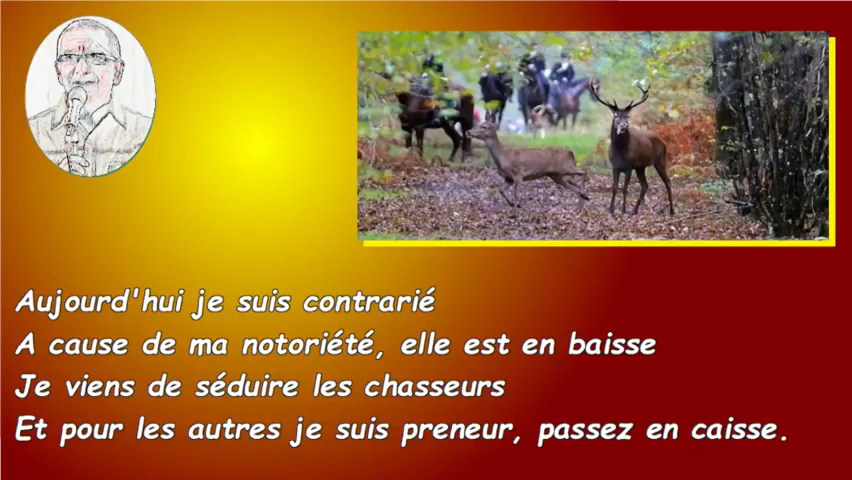 Aujourd'hui je suis contrarié
A cause de ma notoriété, elle est en baisse
Je viens de séduire les chasseurs
Et pour les autres je suis preneur, passez en caisse.